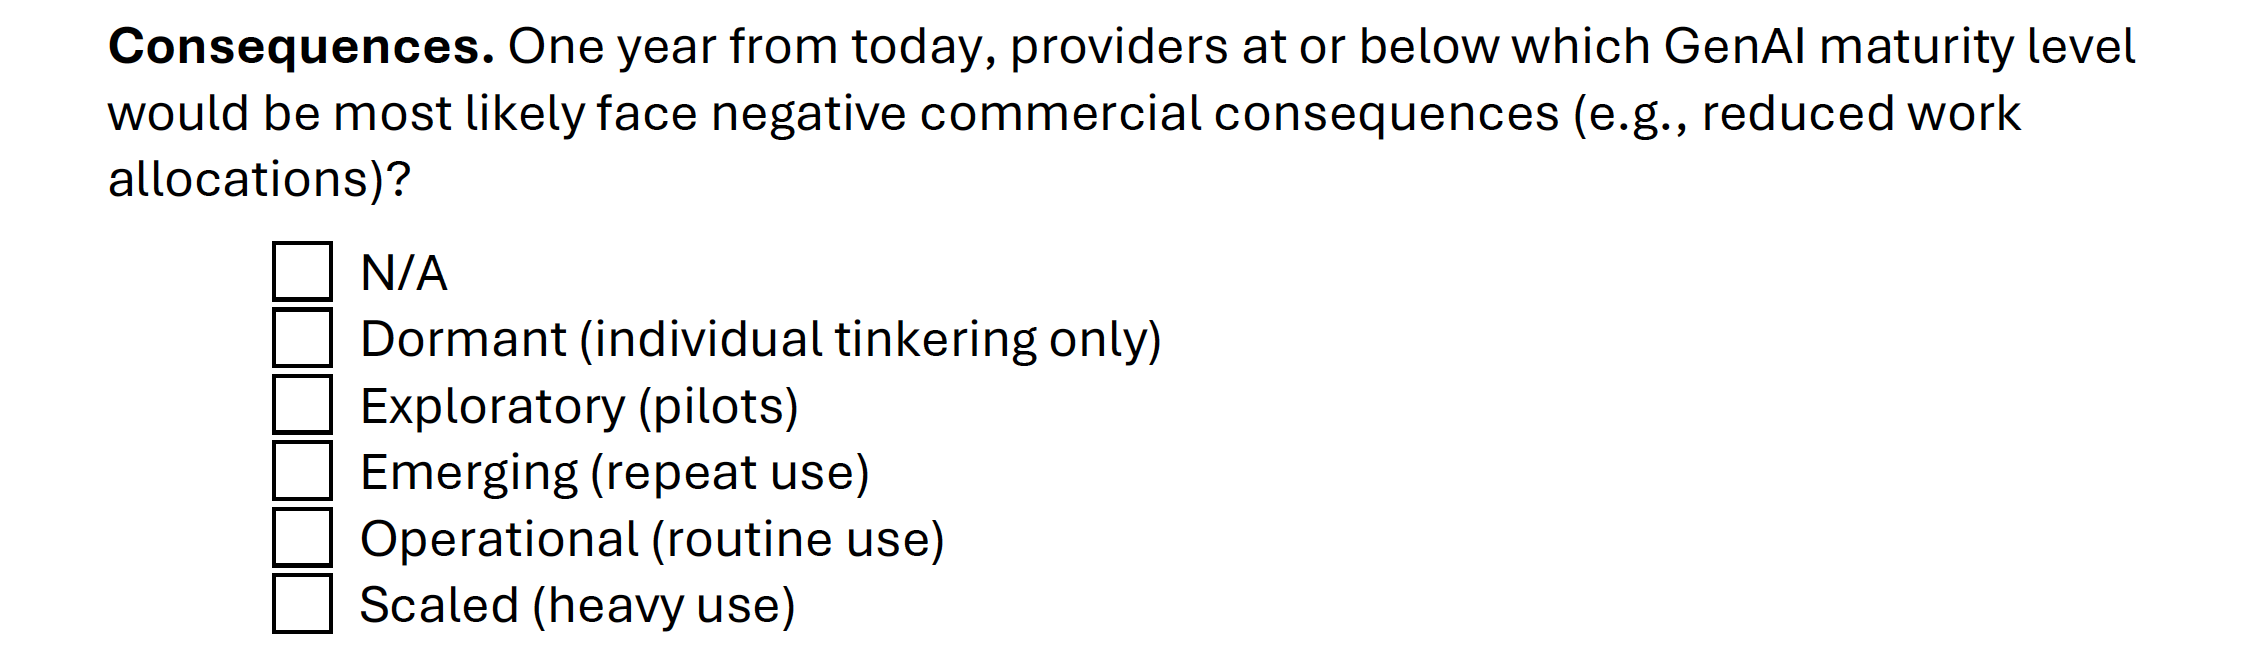 Consequences. One year from today, providers at or below which GenAI maturity level
would be most likely face negative commercial consequences (e.g., reduced work
allocations)?
N/A
Dormant (individual tinkering only)
Exploratory (pilots)
Emerging (repeat use)
Operational (routine use)
Scaled (heavy use)